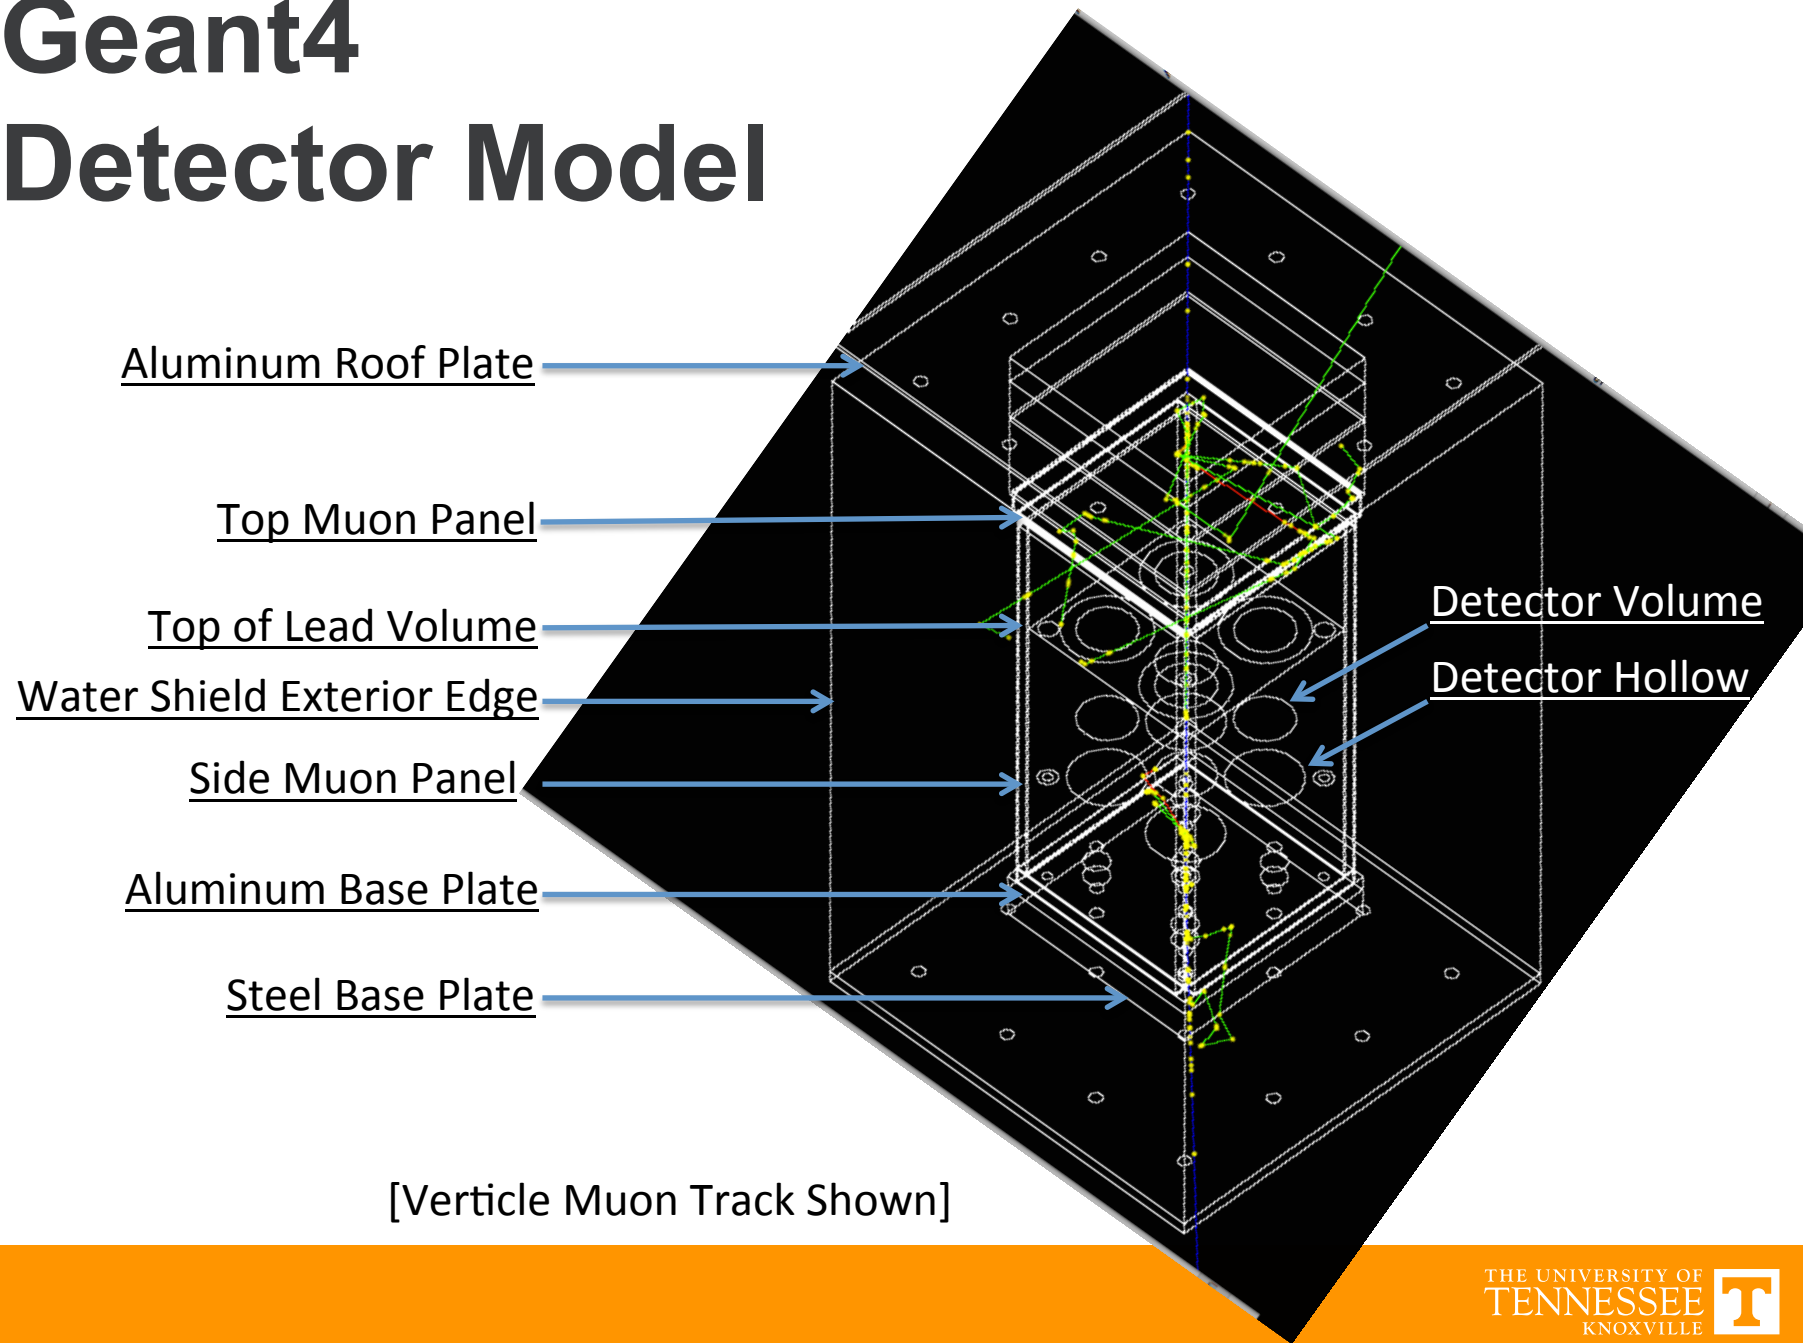 Geant4
Detector Model
Aluminum Roof Plate
Top Muon Panel
Top of Lead Volume
Water Shield Exterior Edge
Side Muon Panel
Aluminum Base Plate
Steel Base Plate
Detector Volume
Detector Hollow
[Verticle Muon Track Shown]
THE UNIVERSITY OF
TENNESSEE
KNOXVILLE
T